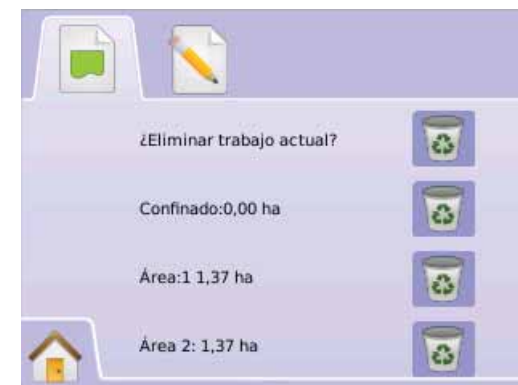 ¿Eliminar trabajo actual?
Confinado:0,00 ha
Área:1 1,37 ha
Área 2: 1,37 ha